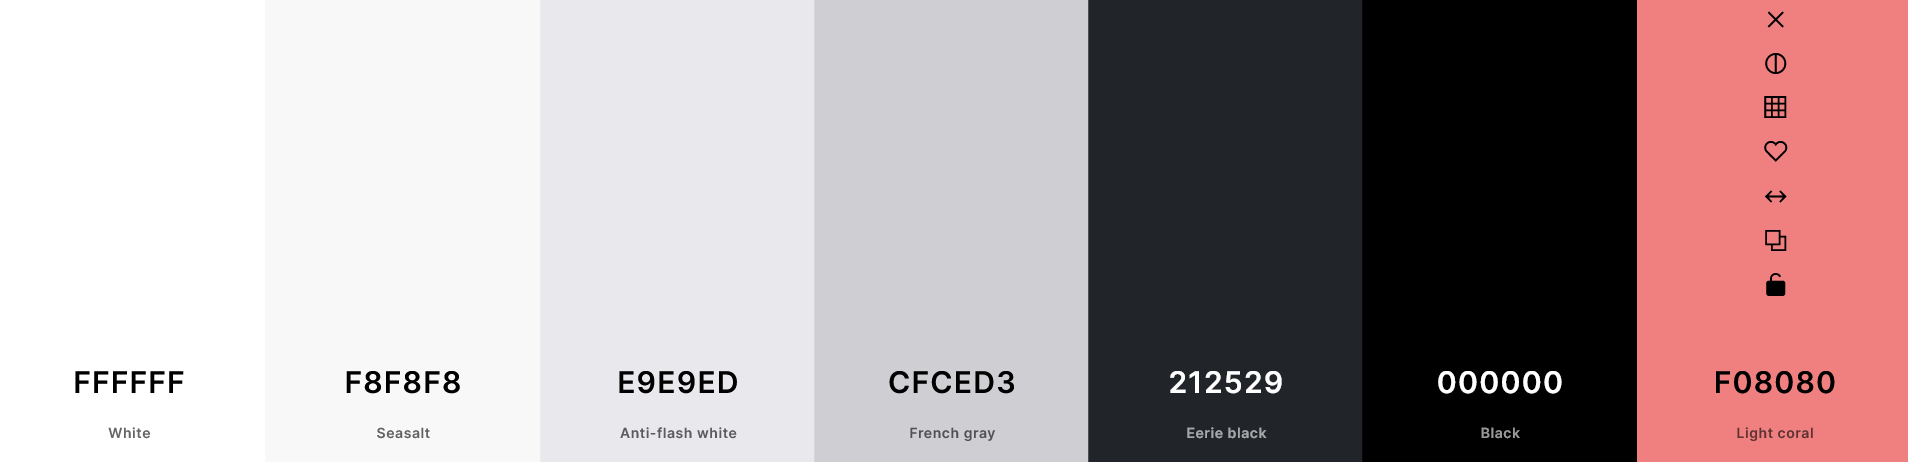 FFFFFF
White
F8F8F8
Seasalt
E9E9ED
Anti-flash white
CFCED3
French gray
212529
Eerie black
000000
Black
F08080
Light coral